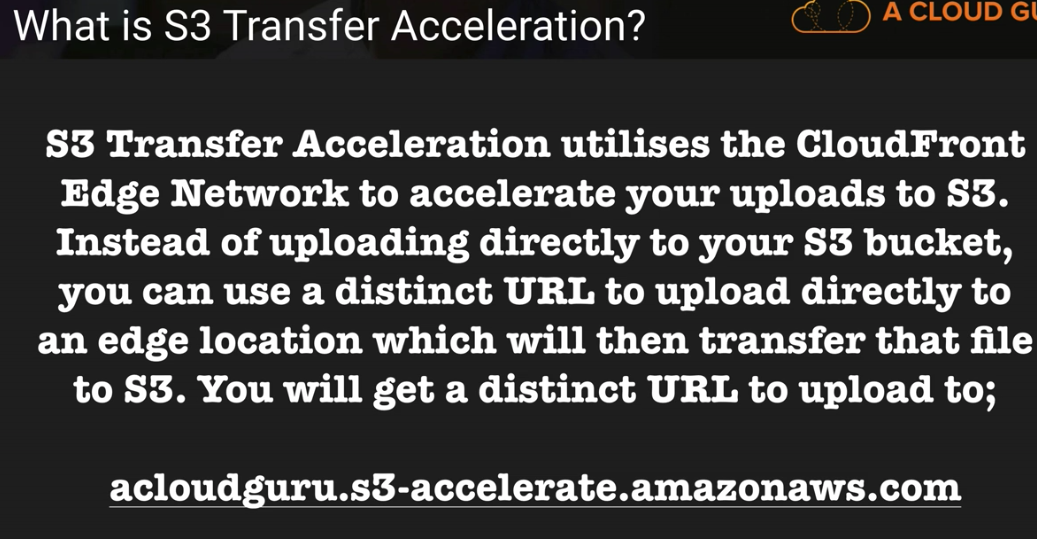 What is S3 Transfer Acceleration?
A CLOUD GU
S3 Transfer Acceleration utilises the CloudFront
Edge Network to accelerate your uploads to S3.
Instead of uploading directly to your S3 bucket,
you can use a distinct URL to upload directly to
an edge location which will then transfer that file
to S3. You will get a distinct URL to upload to;
acloudguru.s3-accelerate.amazonaws.com